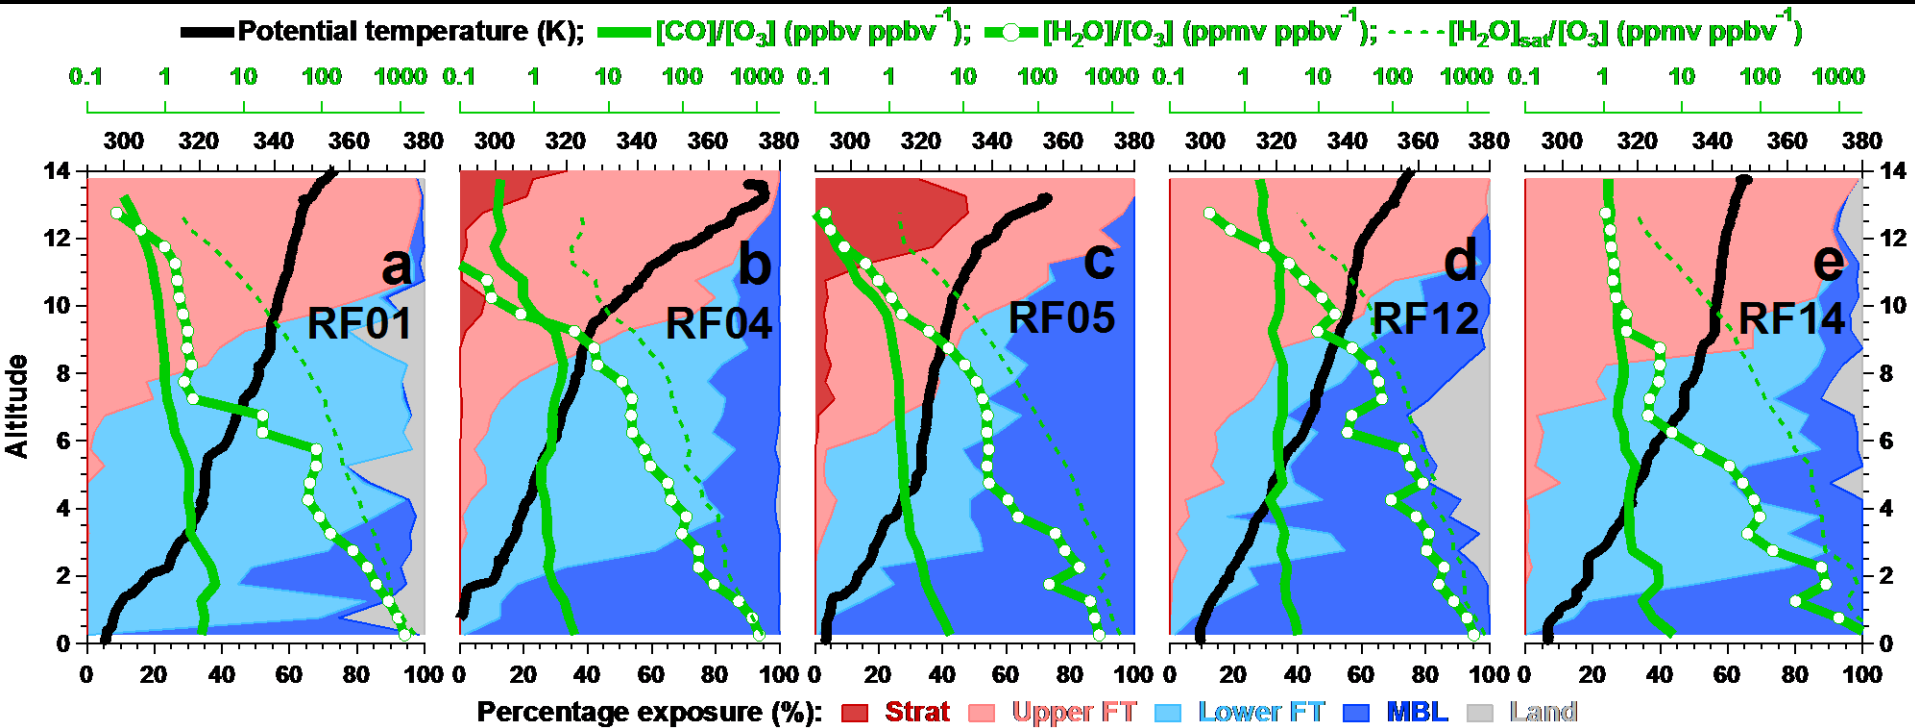 Potential temperature (K); [CO]/[O3] (ppbv ppbv-1); [H2O]/[O3] (ppmv ppbv-1); [H2O]sat/[O3] (ppmv ppbv-1)
0.1 1 10 100 1000 0.1 1 10 100 1000 0.1 1 10 100 1000 0.1 1 10 100 1000 0.1 1 10 100 1000
300 320 340 360 380 300 320 340 360 380 300 320 340 360 380 300 320 340 360 380 300 320 340 360 380
14 14
12 12
a b c d e
10 10
RF01 RF04 RF05 RF12 RF14
8 8
Altitude
6 6
4 4
2 2
0 0
0 20 40 60 80 100 0 20 40 60 80 100 0 20 40 60 80 100 0 20 40 60 80 100 0 20 40 60 80 100
Percentage exposure (%): Strat Upper FT Lower FT MBL Land